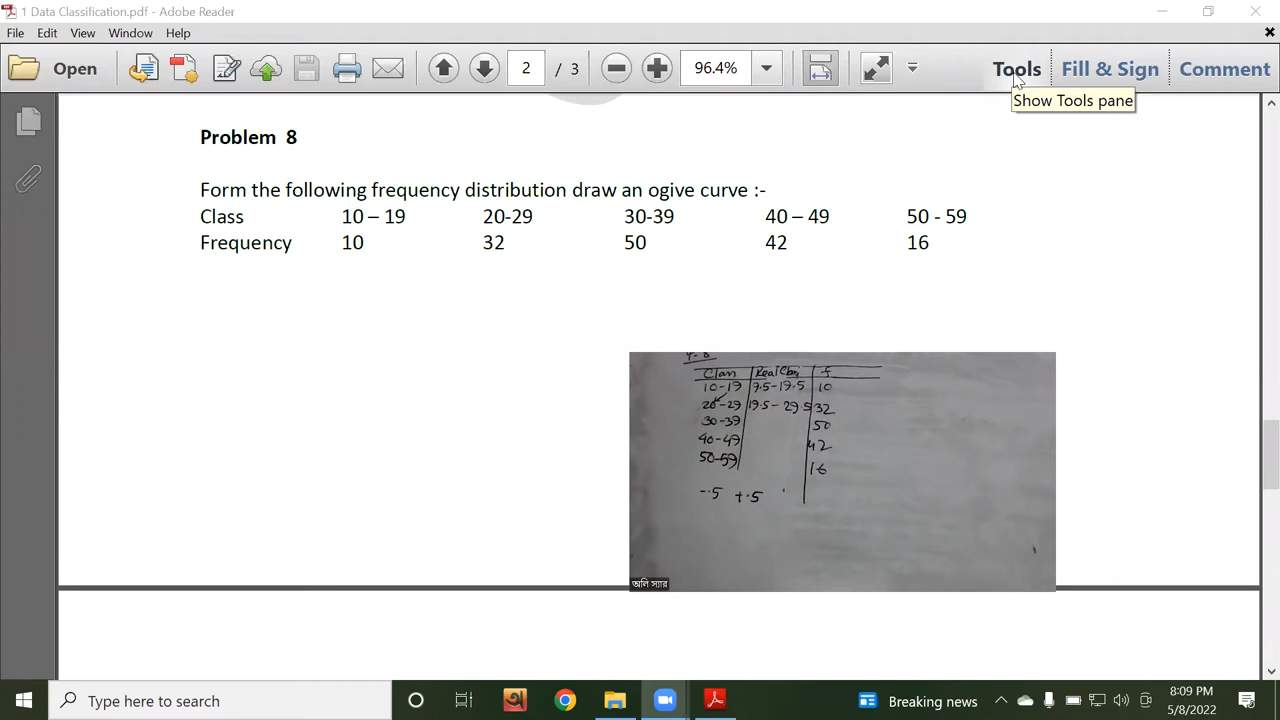 1 Data Classification.pdf - Adobe Reader
File Edit View Window Help
Open 2 / 3 96.4% Tools Fill & Sign Comment
Show Tools pane
Problem 8
Form the following frequency distribution draw an ogive curve :-
Class 10 – 19 20-29 30-39 40 – 49 50 - 59
Frequency 10 32 50 42 16
Class Real Class f
10-19 9.5-19.5 10
20-29 19.5- 29.5 32
30-39 50
40-49 42
50-59 16
-.5 +.5
অলি স্যার
Type here to search Breaking news 8:09 PM
5/8/2022